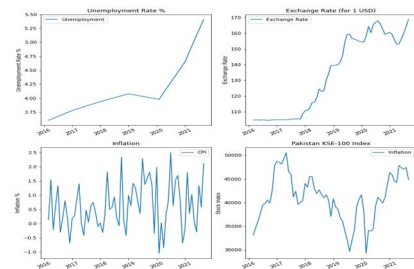 Unemployment Rate %
Unemployment
Unemployment Rate %
5.50
5.25
5.00
4.75
4.50
4.25
4.00
3.75
2016 2017 2018 2019 2020 2021
Exchange Rate (for 1 USD)
Exchange Rate
Exchange Rate
170
160
150
140
130
120
110
2016 2017 2018 2019 2020 2021
Inflation
CPI
Inflation %
2.5
2.0
1.5
1.0
0.5
0.0
−0.5
−1.0
2016 2017 2018 2019 2020 2021
Pakistan KSE-100 Index
Inflation
Stock Index
50000
45000
40000
35000
30000
2016 2017 2018 2019 2020 2021